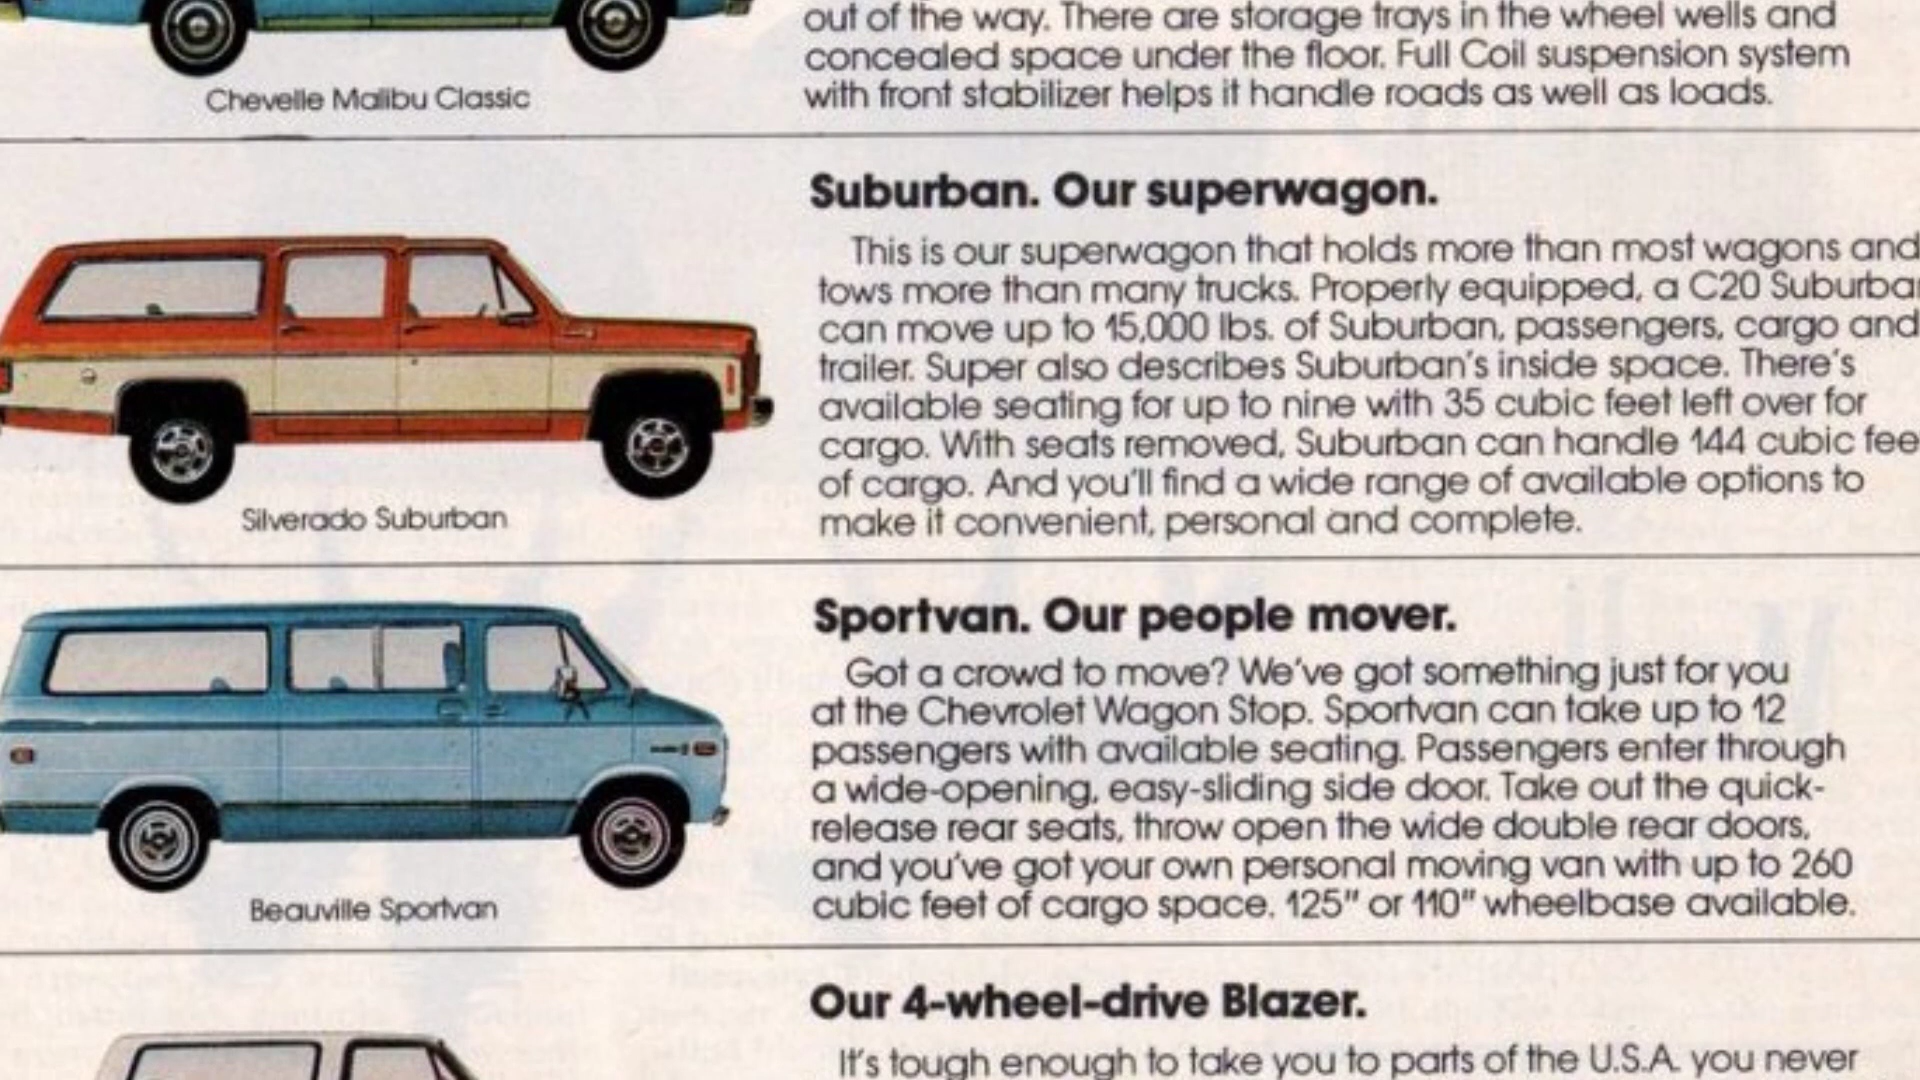 out of the way. There are storage trays in the wheel wells and
concealed space under the floor. Full Coil suspension system
with front stabilizer helps it handle roads as well as loads.
Chevelle Malibu Classic
Suburban. Our superwagon.
This is our superwagon that holds more than most wagons and
tows more than many trucks. Properly equipped, a C20 Suburban
can move up to 15,000 lbs. of Suburban, passengers, cargo and
trailer. Super also describes Suburban's inside space. There's
available seating for up to nine with 35 cubic feet left over for
cargo. With seats removed, Suburban can handle 144 cubic fee
of cargo. And you'll find a wide range of available options to
make it convenient, personal and complete.
Silverado Suburban
Sportvan. Our people mover.
Got a crowd to move? We've got something just for you
at the Chevrolet Wagon Stop. Sportvan can take up to 12
passengers with available seating. Passengers enter through
a wide-opening, easy-sliding side door. Take out the quick-
release rear seats, throw open the wide double rear doors,
and you've got your own personal moving van with up to 260
cubic feet of cargo space. 125" or 110" wheelbase available.
Beauville Sportvan
Our 4-wheel-drive Blazer.
It's tough enough to take you to parts of the U.S.A. you never